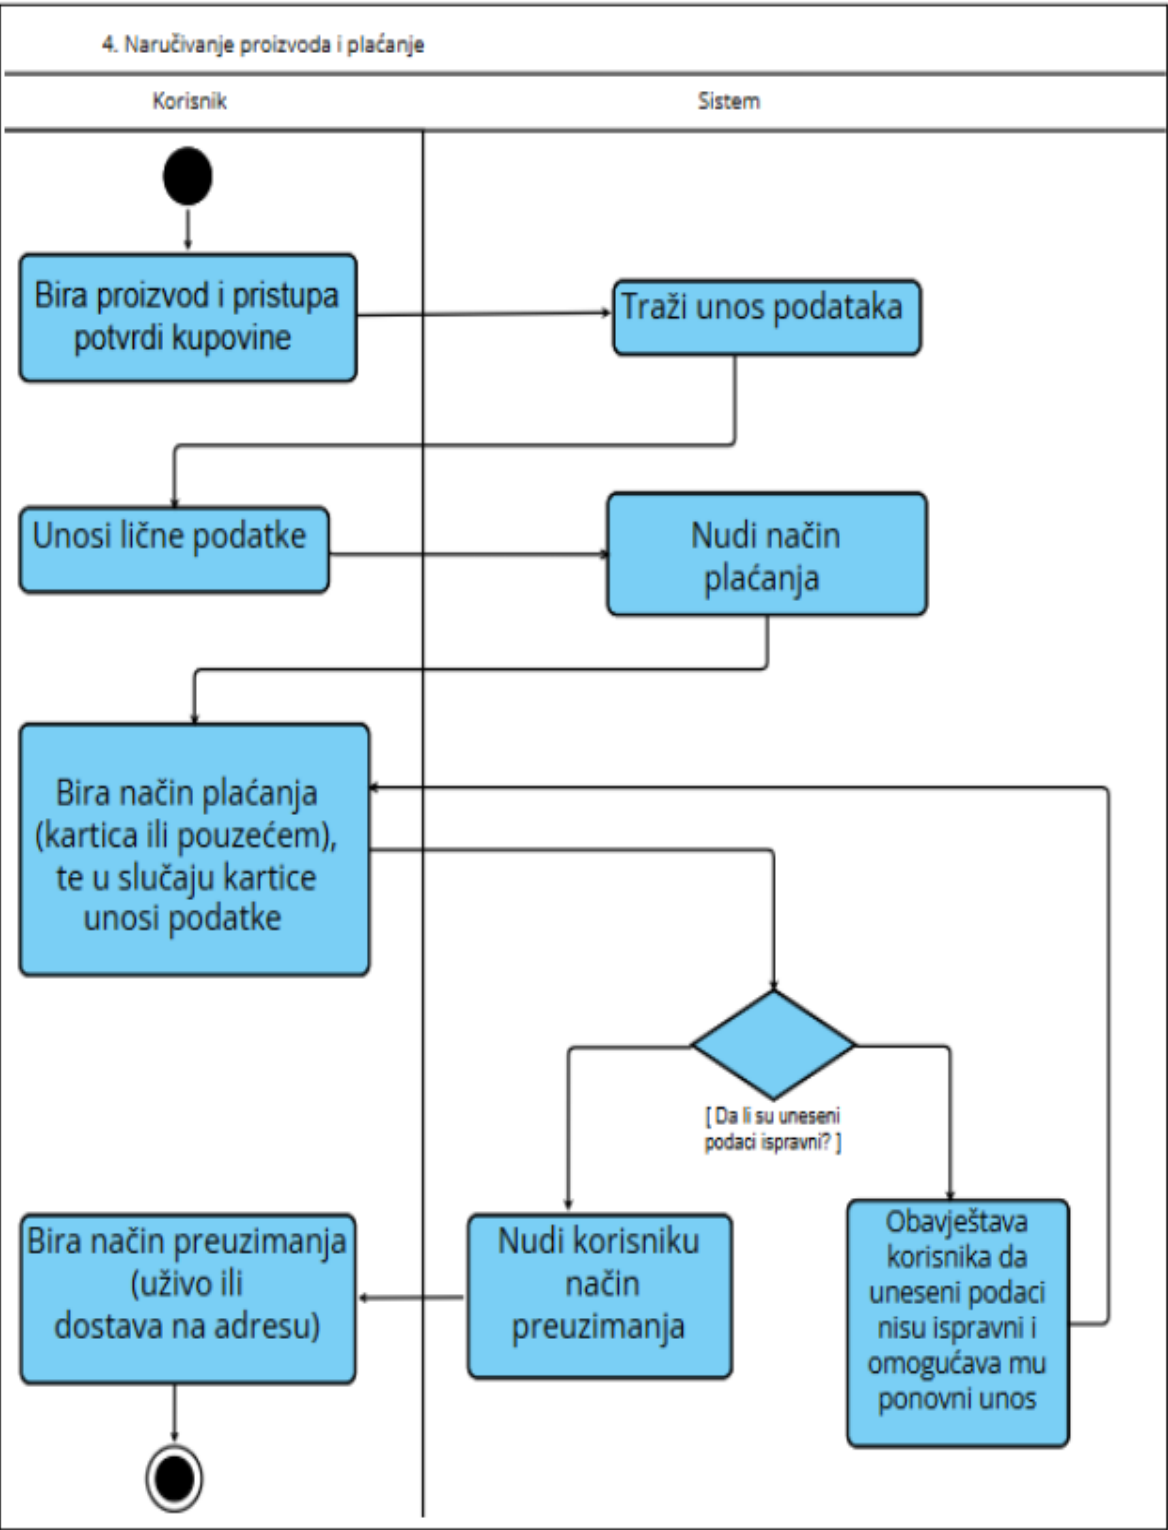 4. Naručivanje proizvoda i plaćanje
Korisnik
Sistem
Bira proizvod i pristupa
potvrdi kupovine
Traži unos podataka
Unosi lične podatke
Nudi način
plaćanja
Bira način plaćanja
(kartica ili pouzećem),
te u slučaju kartice
unosi podatke
[ Da li su uneseni
podaci ispravni? ]
Bira način preuzimanja
(uživo ili
dostava na adresu)
Nudi korisniku
način
preuzimanja
Obavještava
korisnika da
uneseni podaci
nisu ispravni i
omogućava mu
ponovni unos